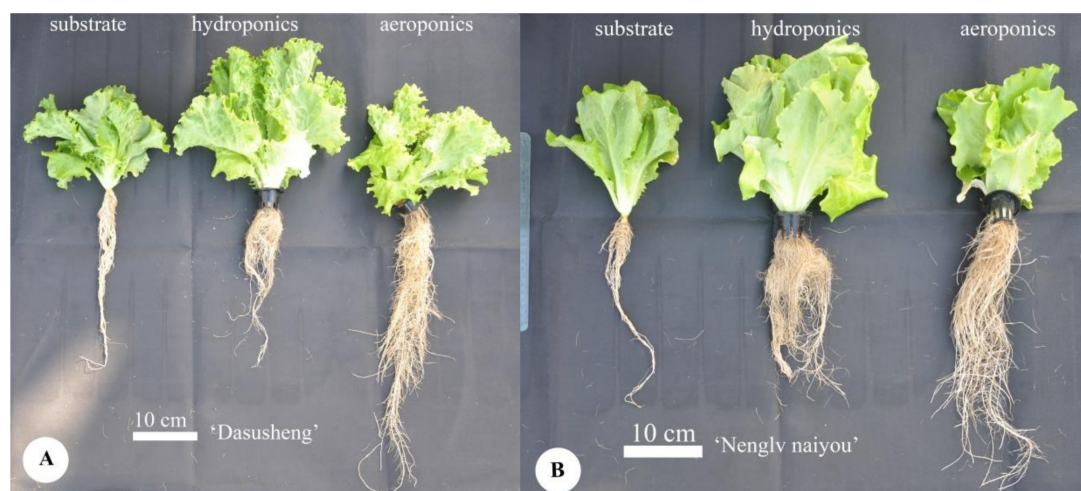 substrate hydroponics aeroponics
10 cm
'Dasusheng'
A
substrate hydroponics aeroponics
10 cm
'Nenglv naiyou'
B